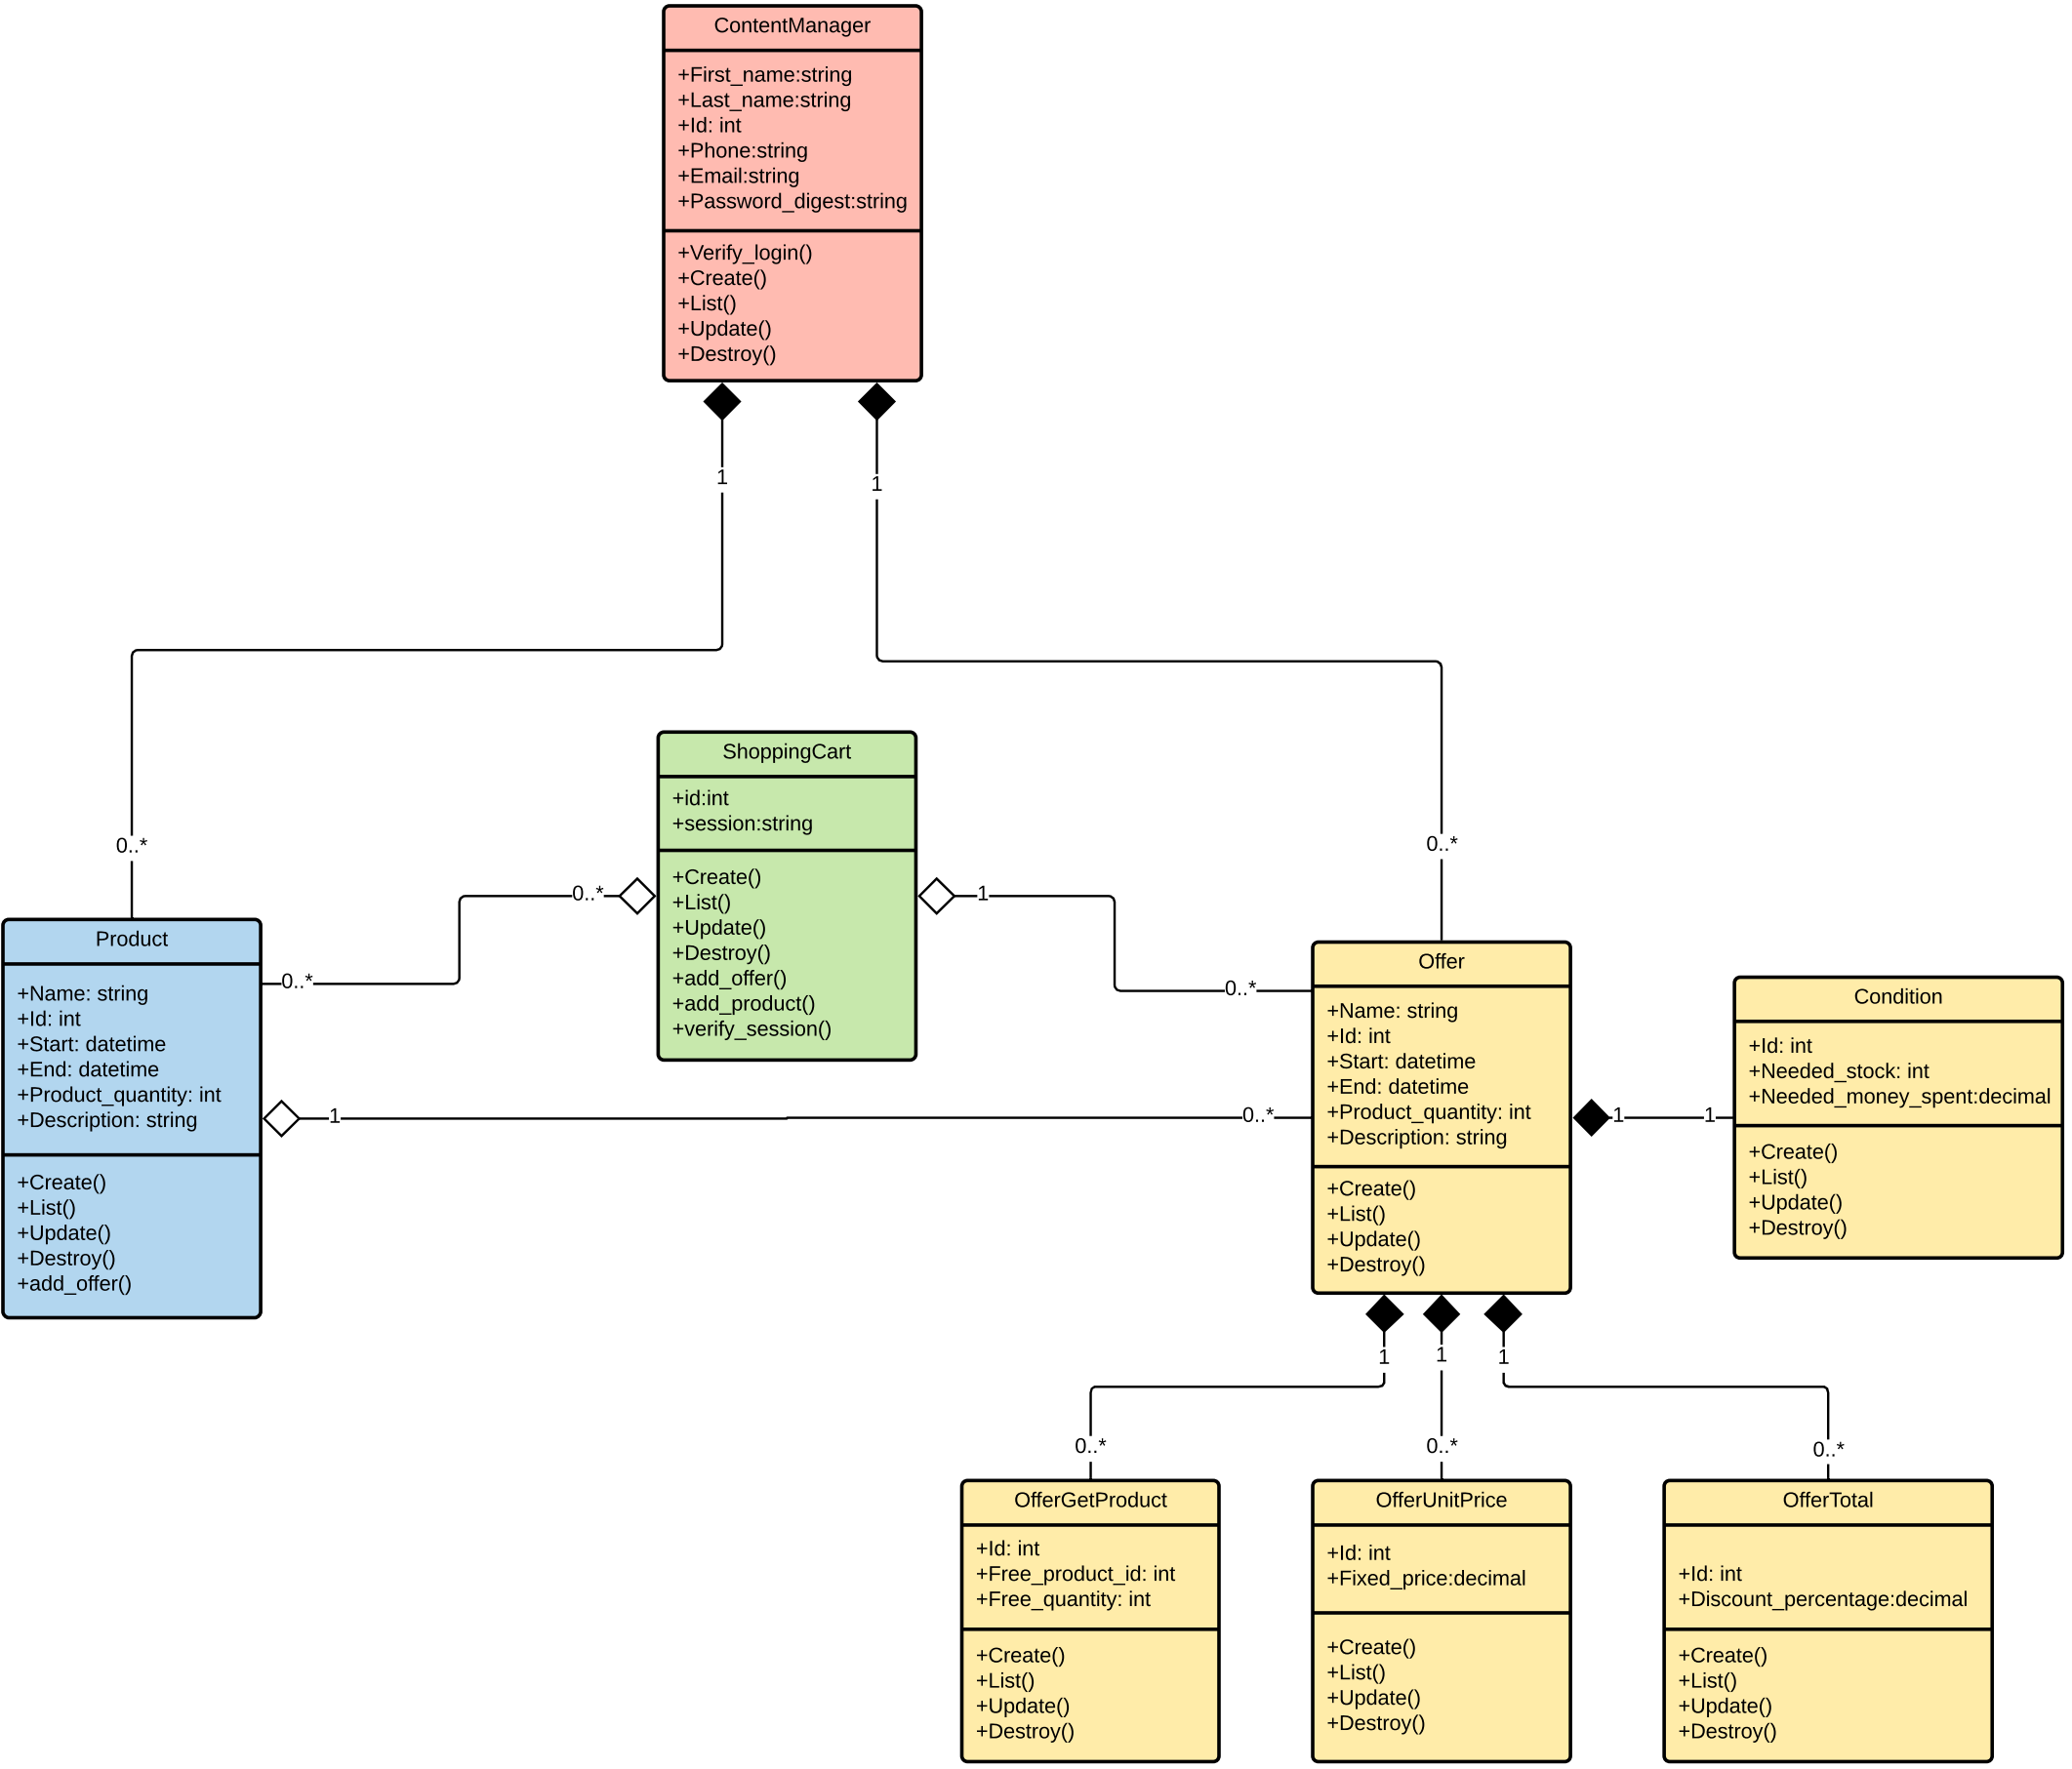 ContentManager
+First_name:string
+Last_name:string
+Id: int
+Phone:string
+Email:string
+Password_digest:string
+Verify_login()
+Create()
+List()
+Update()
+Destroy()
1
1
0..*
0..*
ShoppingCart
+id:int
+session:string
+Create()
+List()
+Update()
+Destroy()
+add_offer()
+add_product()
+verify_session()
0..*
0..*
1
0..*
Product
+Name: string
+Id: int
+Start: datetime
+End: datetime
+Product_quantity: int
+Description: string
+Create()
+List()
+Update()
+Destroy()
+add_offer()
1
0..*
Offer
+Name: string
+Id: int
+Start: datetime
+End: datetime
+Product_quantity: int
+Description: string
+Create()
+List()
+Update()
+Destroy()
1
1
Condition
+Id: int
+Needed_stock: int
+Needed_money_spent:decimal
+Create()
+List()
+Update()
+Destroy()
1
1
1
0..*
0..*
0..*
OfferGetProduct
+Id: int
+Free_product_id: int
+Free_quantity: int
+Create()
+List()
+Update()
+Destroy()
OfferUnitPrice
+Id: int
+Fixed_price:decimal
+Create()
+List()
+Update()
+Destroy()
OfferTotal
+Id: int
+Discount_percentage:decimal
+Create()
+List()
+Update()
+Destroy()